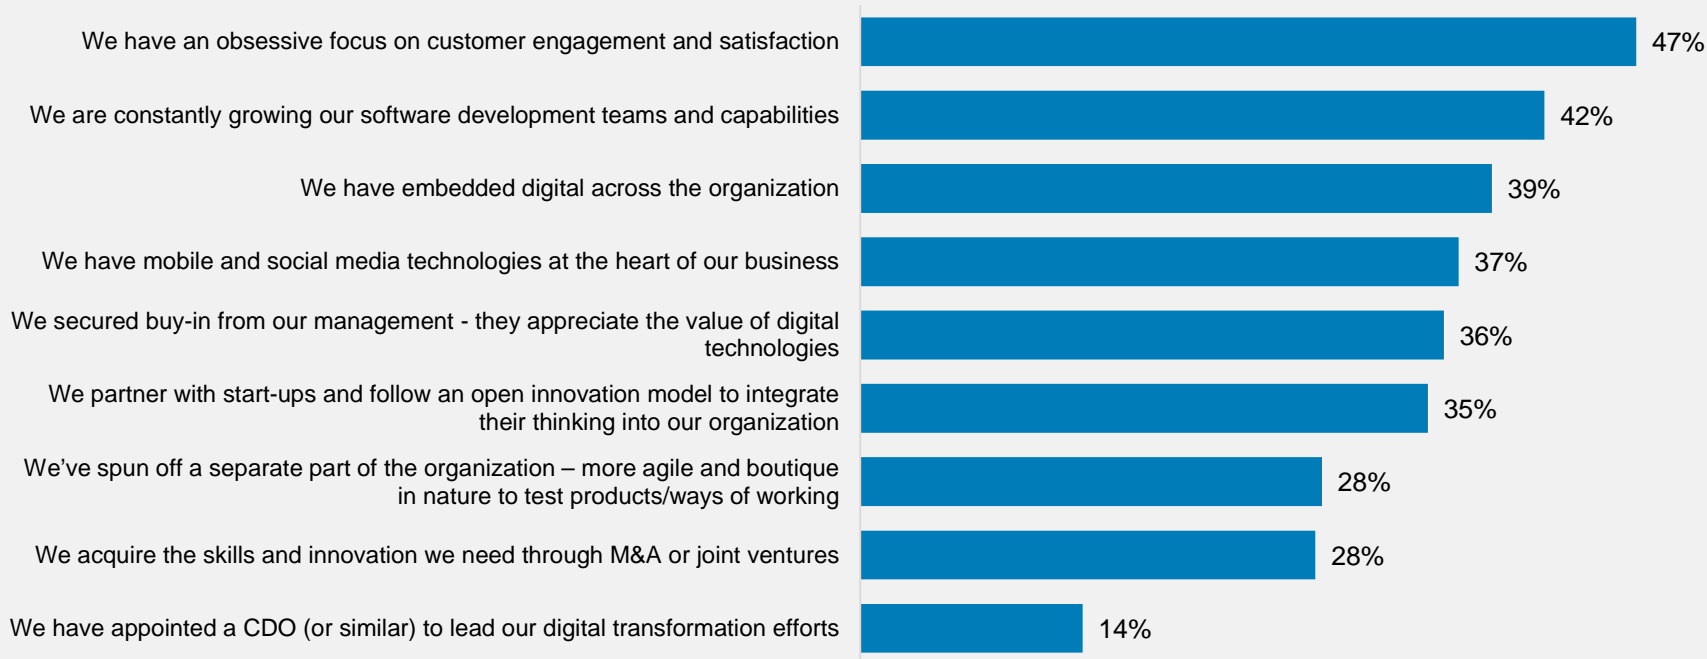 We have an obsessive focus on customer engagement and satisfaction
47%
We are constantly growing our software development teams and capabilities
42%
We have embedded digital across the organization
39%
We have mobile and social media technologies at the heart of our business
37%
We secured buy-in from our management - they appreciate the value of digital
technologies
36%
We partner with start-ups and follow an open innovation model to integrate
their thinking into our organization
35%
We’ve spun off a separate part of the organization – more agile and boutique
in nature to test products/ways of working
28%
We acquire the skills and innovation we need through M&A or joint ventures
28%
We have appointed a CDO (or similar) to lead our digital transformation efforts
14%